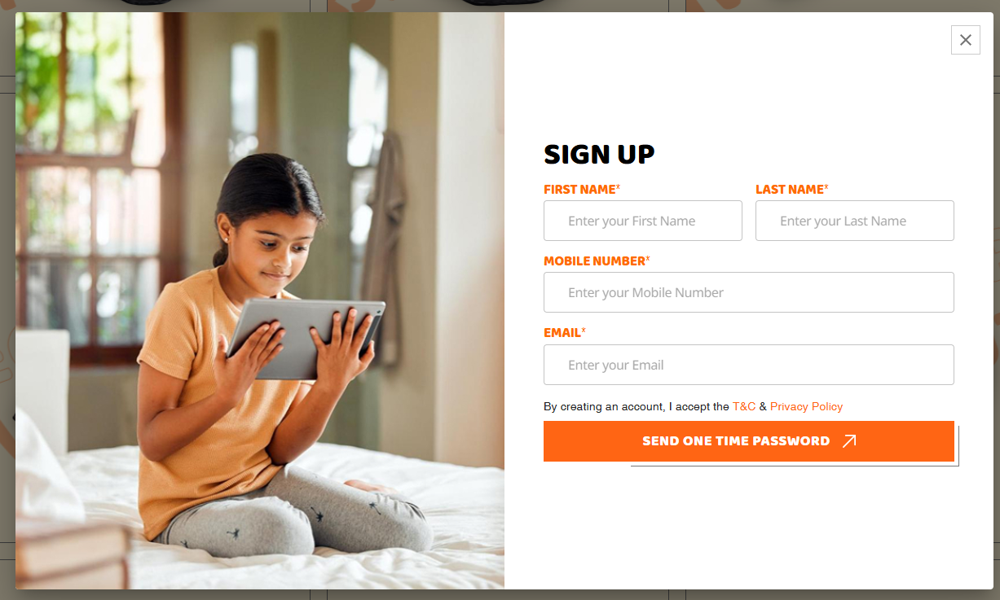 SIGN UP
FIRST NAME*
LAST NAME*
Enter your First Name
Enter your Last Name
MOBILE NUMBER*
Enter your Mobile Number
EMAIL*
Enter your Email
By creating an account, I accept the T&C & Privacy Policy
SEND ONE TIME PASSWORD